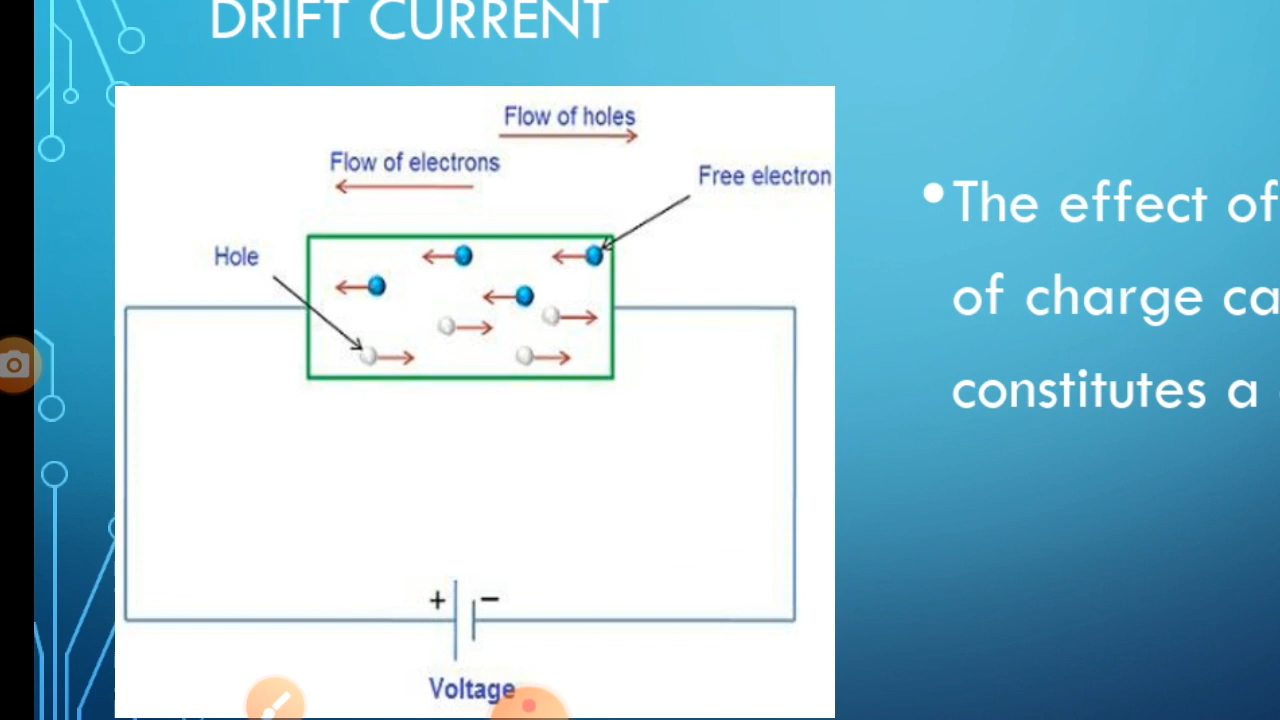 DRIFT CURRENT
Flow of holes
Flow of electrons
Free electron
Hole
+ −
Voltage
•The effect of
of charge ca
constitutes a